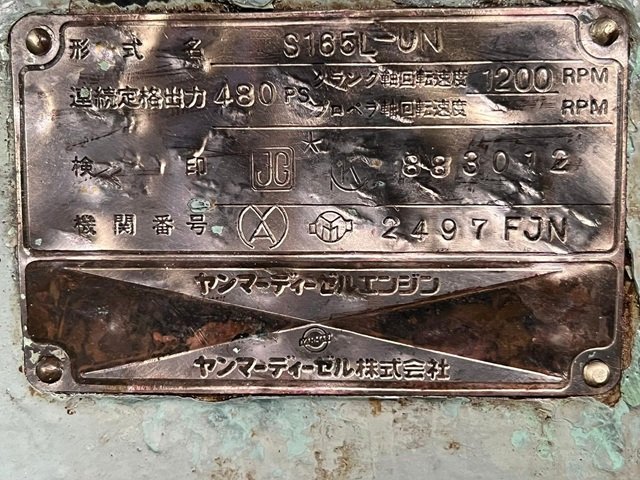 形式名 S165L-UN
連続定格出力 480 PS クランク軸回転速度 1200 RPM
プロペラ軸回転速度 RPM
検印 JG 883012
機関番号 2497FJN
ヤンマーディーゼルエンジン
YANMAR
ヤンマーディーゼル株式會社